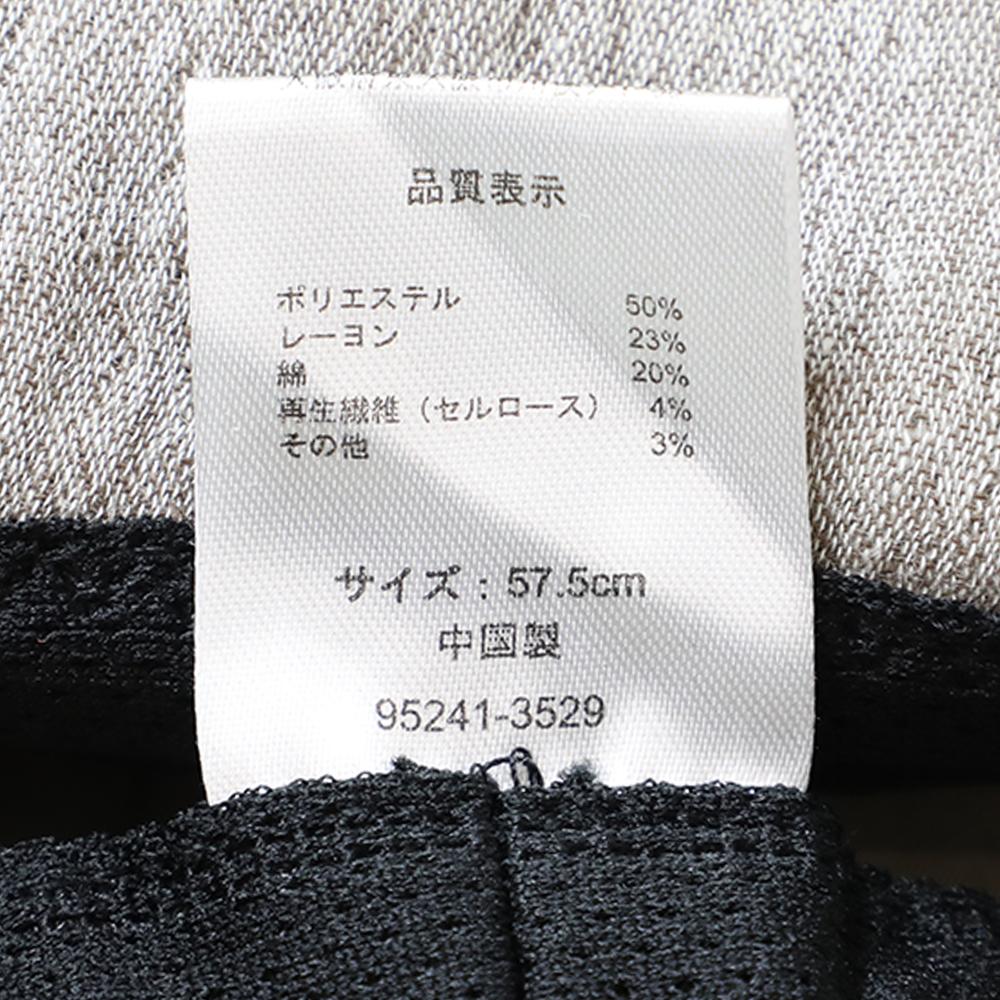 品質表示
ポリエステル 50%
レーヨン 23%
綿 20%
再生繊維(セルロース) 4%
その他 3%
サイズ:57.5cm
中国製
95241-3529